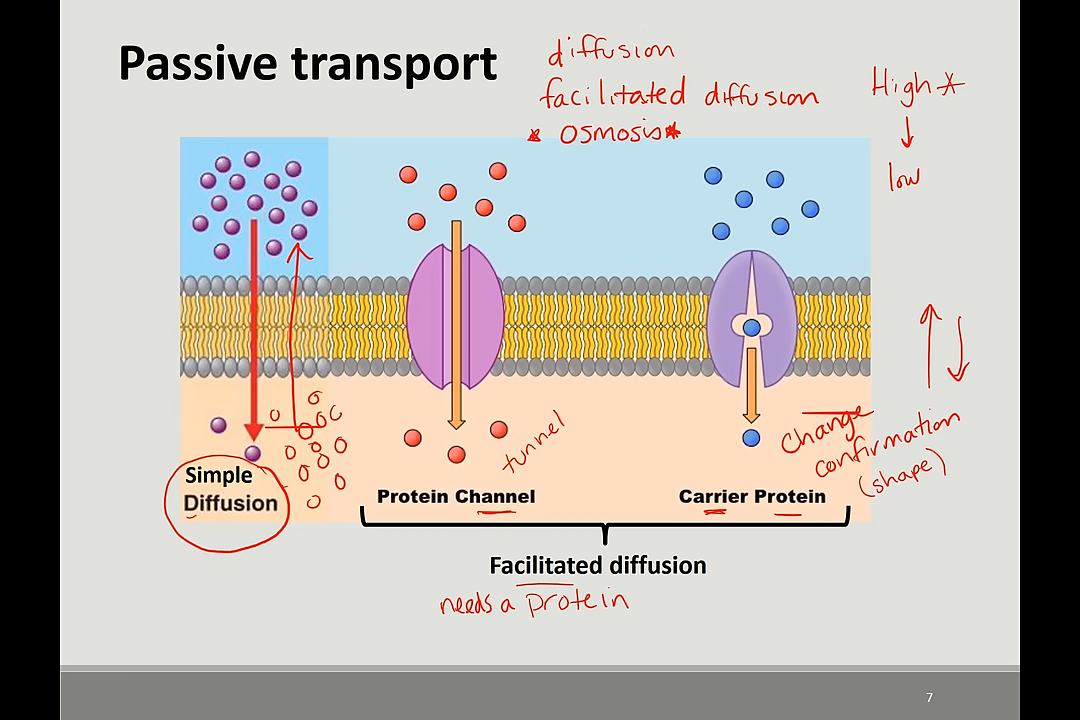 Passive transport
diffusion
facilitated diffusion
* osmosis*
High *
low
tunnel
change
confirmation
(shape)
Simple
Diffusion
Protein Channel
Carrier Protein
Facilitated diffusion
needs a protein
7